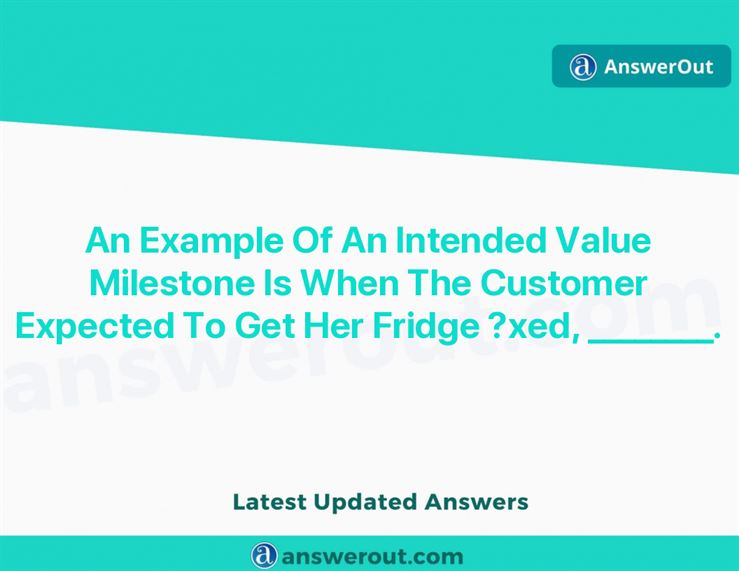 AnswerOut
An Example Of An Intended Value
Milestone Is When The Customer
Expected To Get Her Fridge ?xed, ________.
answerout.com
Latest Updated Answers
answerout.com